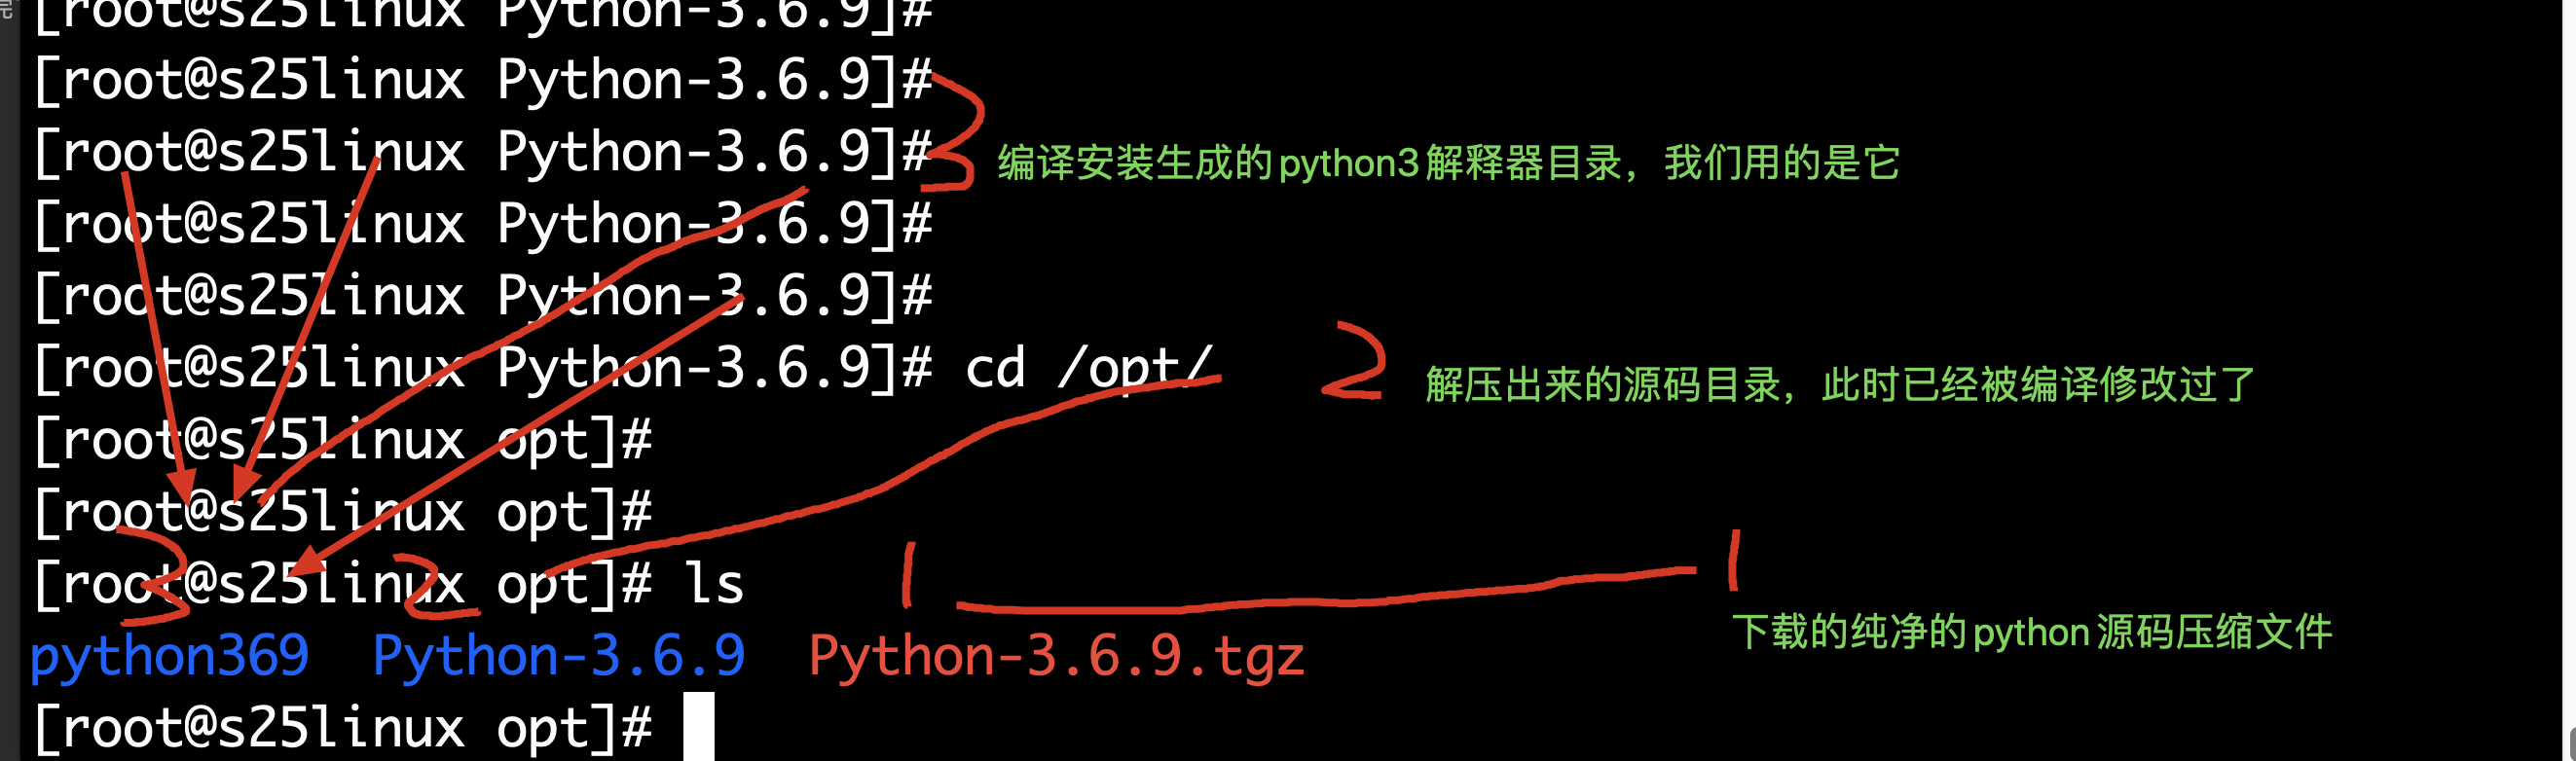 [root@s25linux Python-3.6.9]#
[root@s25linux Python-3.6.9]#
[root@s25linux Python-3.6.9]#
3 编译安装生成的python3解释器目录，我们用的是它
[root@s25linux Python-3.6.9]#
[root@s25linux Python-3.6.9]#
[root@s25linux Python-3.6.9]# cd /opt/
2 解压出来的源码目录，此时已经被编译修改过了
[root@s25linux opt]#
[root@s25linux opt]#
[root@s25linux opt]# ls
3 2 1 1
下载的纯净的python源码压缩文件
python369 Python-3.6.9 Python-3.6.9.tgz
[root@s25linux opt]#